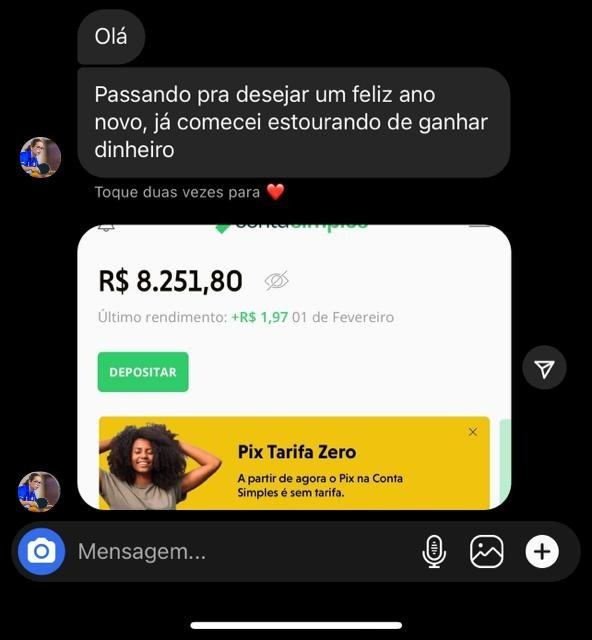 Olá
Passando pra desejar um feliz ano
novo, já comecei estourando de ganhar
dinheiro
Toque duas vezes para ❤️
contasimples
R$ 8.251,80
Último rendimento: +R$ 1,97 01 de Fevereiro
DEPOSITAR
Pix Tarifa Zero
A partir de agora o Pix na Conta
Simples é sem tarifa.
Mensagem...